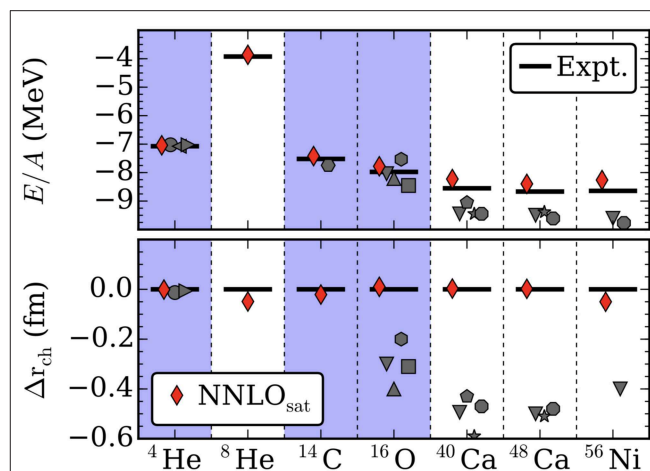 E/A (MeV)
−4
−5
−6
−7
−8
−9
Expt.
Δr_ch (fm)
0.0
−0.2
−0.4
−0.6
NNLO_sat
⁴He ⁸He ¹⁴C ¹⁶O ⁴⁰Ca ⁴⁸Ca ⁵⁶Ni